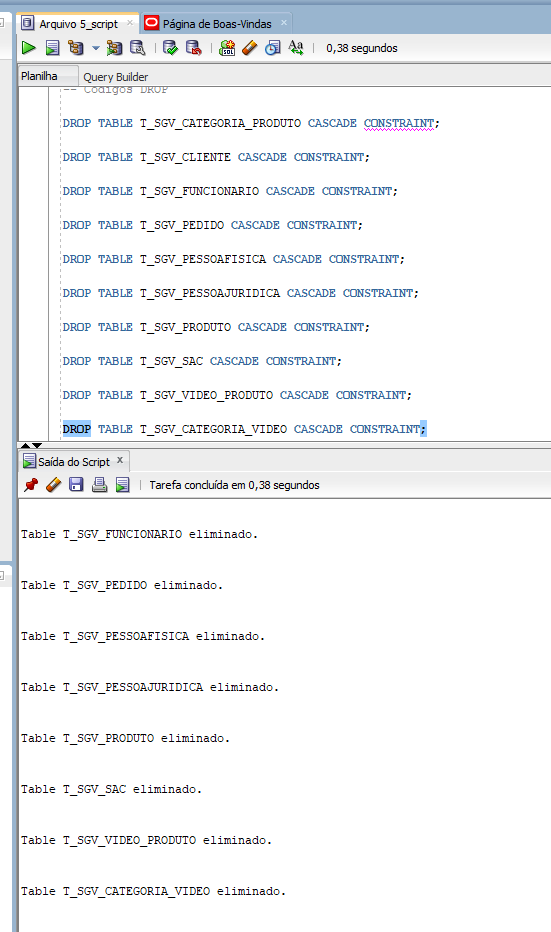 Arquivo 5_script
Página de Boas-Vindas
0,38 segundos
Planilha
Query Builder
-- Codigos DROP
DROP TABLE T_SGV_CATEGORIA_PRODUTO CASCADE CONSTRAINT;
DROP TABLE T_SGV_CLIENTE CASCADE CONSTRAINT;
DROP TABLE T_SGV_FUNCIONARIO CASCADE CONSTRAINT;
DROP TABLE T_SGV_PEDIDO CASCADE CONSTRAINT;
DROP TABLE T_SGV_PESSOAFISICA CASCADE CONSTRAINT;
DROP TABLE T_SGV_PESSOAJURIDICA CASCADE CONSTRAINT;
DROP TABLE T_SGV_PRODUTO CASCADE CONSTRAINT;
DROP TABLE T_SGV_SAC CASCADE CONSTRAINT;
DROP TABLE T_SGV_VIDEO_PRODUTO CASCADE CONSTRAINT;
DROP TABLE T_SGV_CATEGORIA_VIDEO CASCADE CONSTRAINT;
Saída do Script
Tarefa concluída em 0,38 segundos
Table T_SGV_FUNCIONARIO eliminado.
Table T_SGV_PEDIDO eliminado.
Table T_SGV_PESSOAFISICA eliminado.
Table T_SGV_PESSOAJURIDICA eliminado.
Table T_SGV_PRODUTO eliminado.
Table T_SGV_SAC eliminado.
Table T_SGV_VIDEO_PRODUTO eliminado.
Table T_SGV_CATEGORIA_VIDEO eliminado.